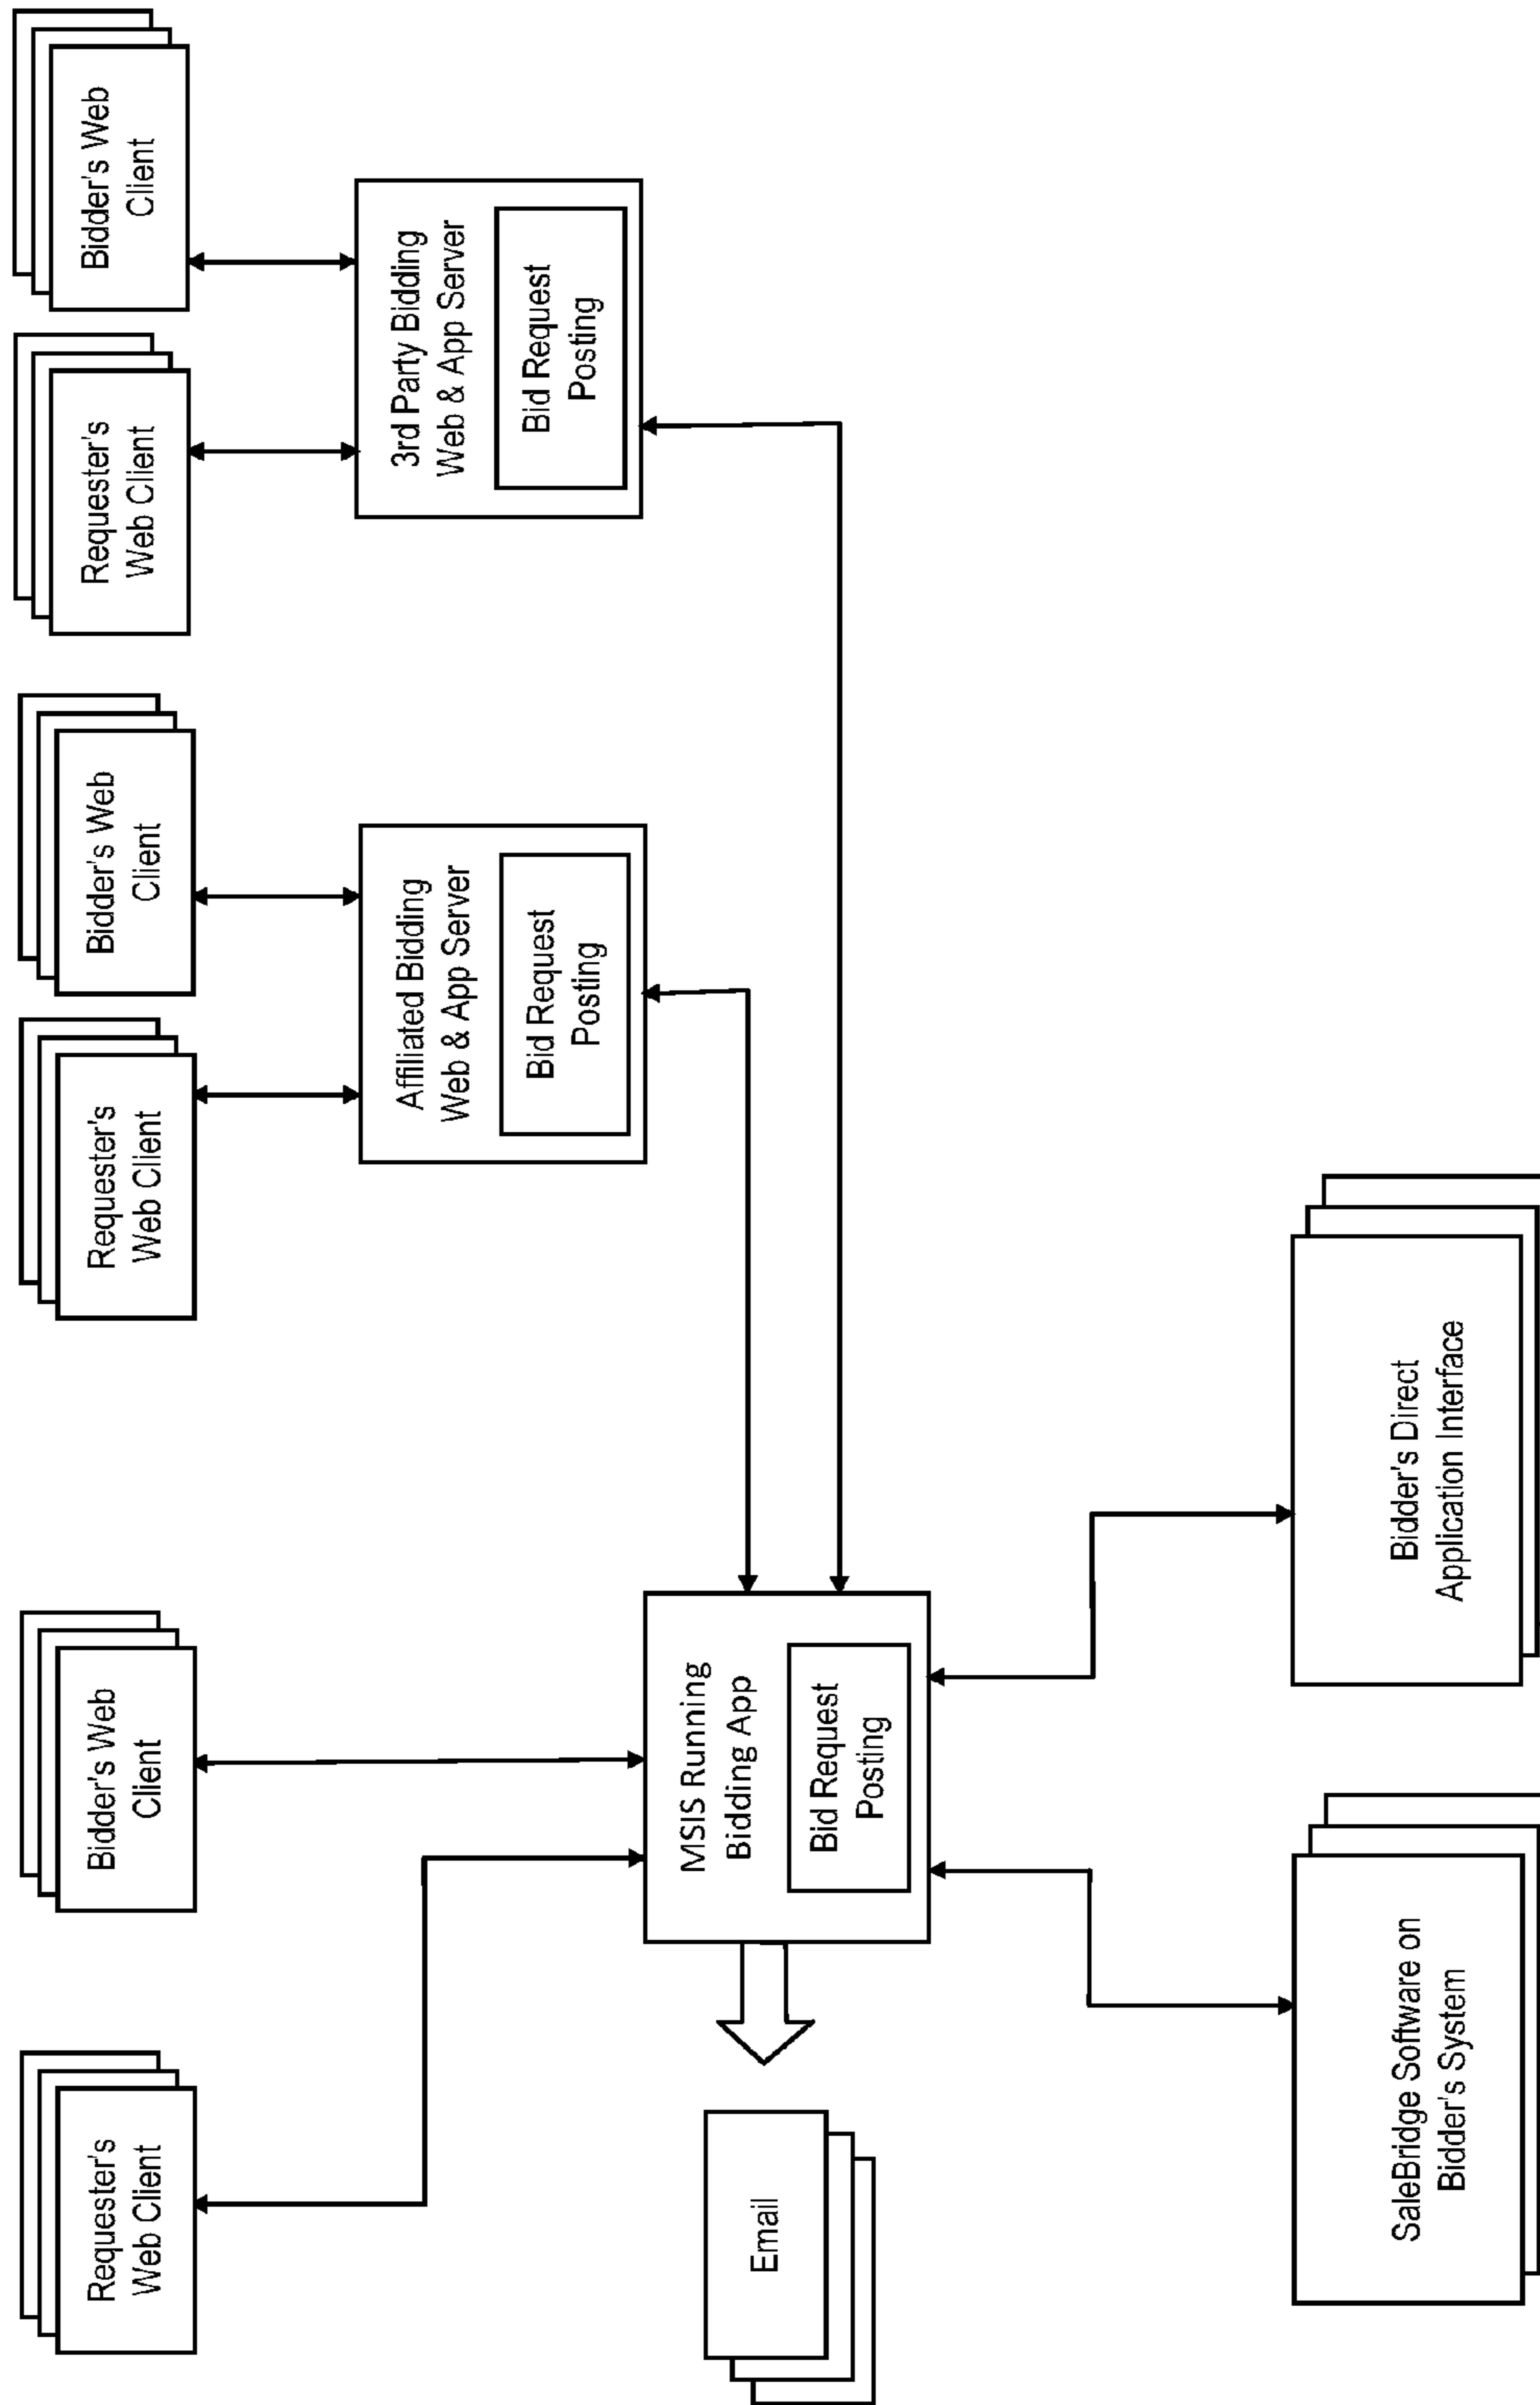 Requester's
Web Client
Bidder's Web
Client
Requester's
Web Client
Bidder's Web
Client
Requester's
Web Client
Bidder's Web
Client
Affiliated Bidding
Web & App Server
Bid Request
Posting
3rd Party Bidding
Web & App Server
Bid Request
Posting
Email
MSIS Running
Bidding App
Bid Request
Posting
SaleBridge Software on
Bidder's System
Bidder's Direct
Application Interface